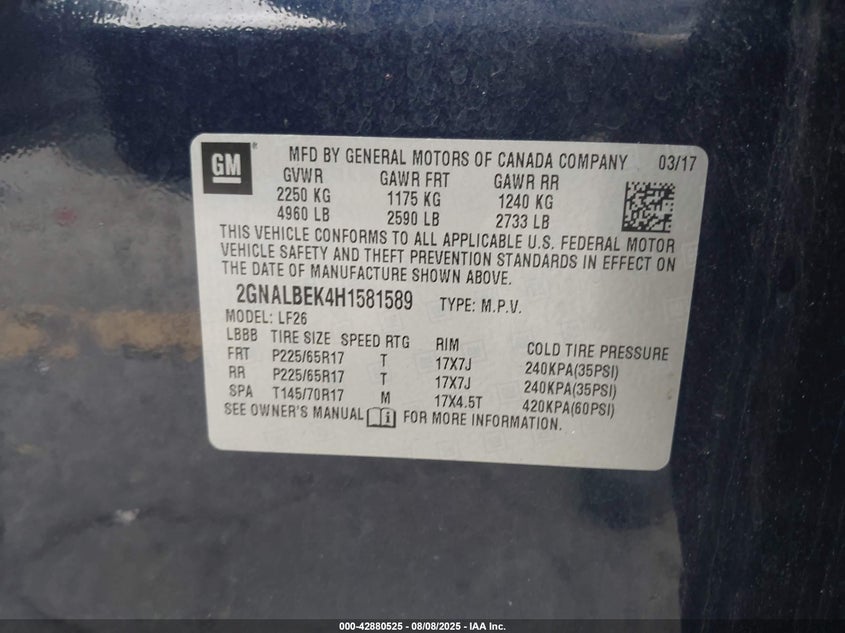 GM ® MFD BY GENERAL MOTORS OF CANADA COMPANY 03/17
GVWR GAWR FRT GAWR RR
2250 KG 1175 KG 1240 KG
4960 LB 2590 LB 2733 LB
THIS VEHICLE CONFORMS TO ALL APPLICABLE U.S. FEDERAL MOTOR
VEHICLE SAFETY AND THEFT PREVENTION STANDARDS IN EFFECT ON
THE DATE OF MANUFACTURE SHOWN ABOVE.
2GNALBEK4H1581589 TYPE: M.P.V.
MODEL: LF26
LBBB TIRE SIZE SPEED RTG RIM COLD TIRE PRESSURE
FRT P225/65R17 T 17X7J 240KPA(35PSI)
RR P225/65R17 T 17X7J 240KPA(35PSI)
SPA T145/70R17 M 17X4.5T 420KPA(60PSI)
SEE OWNER'S MANUAL FOR MORE INFORMATION.
000-42880525 - 08/08/2025 - IAA Inc.